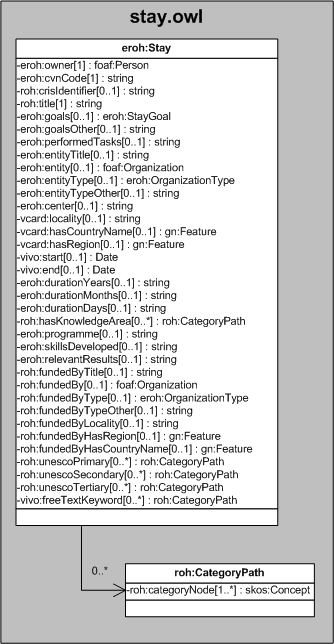 stay.owl
eroh:Stay
-eroh:owner[1] : foaf:Person
-eroh:cvnCode[1] : string
-roh:crisIdentifier[0..1] : string
-roh:title[1] : string
-eroh:goals[0..1] : eroh:StayGoal
-eroh:goalsOther[0..1] : string
-eroh:performedTasks[0..1] : string
-eroh:entityTitle[0..1] : string
-eroh:entity[0..1] : foaf:Organization
-eroh:entityType[0..1] : eroh:OrganizationType
-eroh:entityTypeOther[0..1] : string
-eroh:center[0..1] : string
-vcard:locality[0..1] : string
-vcard:hasCountryName[0..1] : gn:Feature
-vcard:hasRegion[0..1] : gn:Feature
-vivo:start[0..1] : Date
-vivo:end[0..1] : Date
-eroh:durationYears[0..1] : string
-eroh:durationMonths[0..1] : string
-eroh:durationDays[0..1] : string
-roh:hasKnowledgeArea[0..*] : roh:CategoryPath
-eroh:programme[0..1] : string
-eroh:skillsDeveloped[0..1] : string
-eroh:relevantResults[0..1] : string
-roh:fundedByTitle[0..1] : string
-roh:fundedBy[0..1] : foaf:Organization
-roh:fundedByType[0..1] : eroh:OrganizationType
-roh:fundedByTypeOther[0..1] : string
-roh:fundedByLocality[0..1] : string
-roh:fundedByHasRegion[0..1] : gn:Feature
-roh:fundedByHasCountryName[0..1] : gn:Feature
-roh:unescoPrimary[0..*] : roh:CategoryPath
-roh:unescoSecondary[0..*] : roh:CategoryPath
-roh:unescoTertiary[0..*] : roh:CategoryPath
-vivo:freeTextKeyword[0..*] : roh:CategoryPath
0..*
roh:CategoryPath
-roh:categoryNode[1..*] : skos:Concept